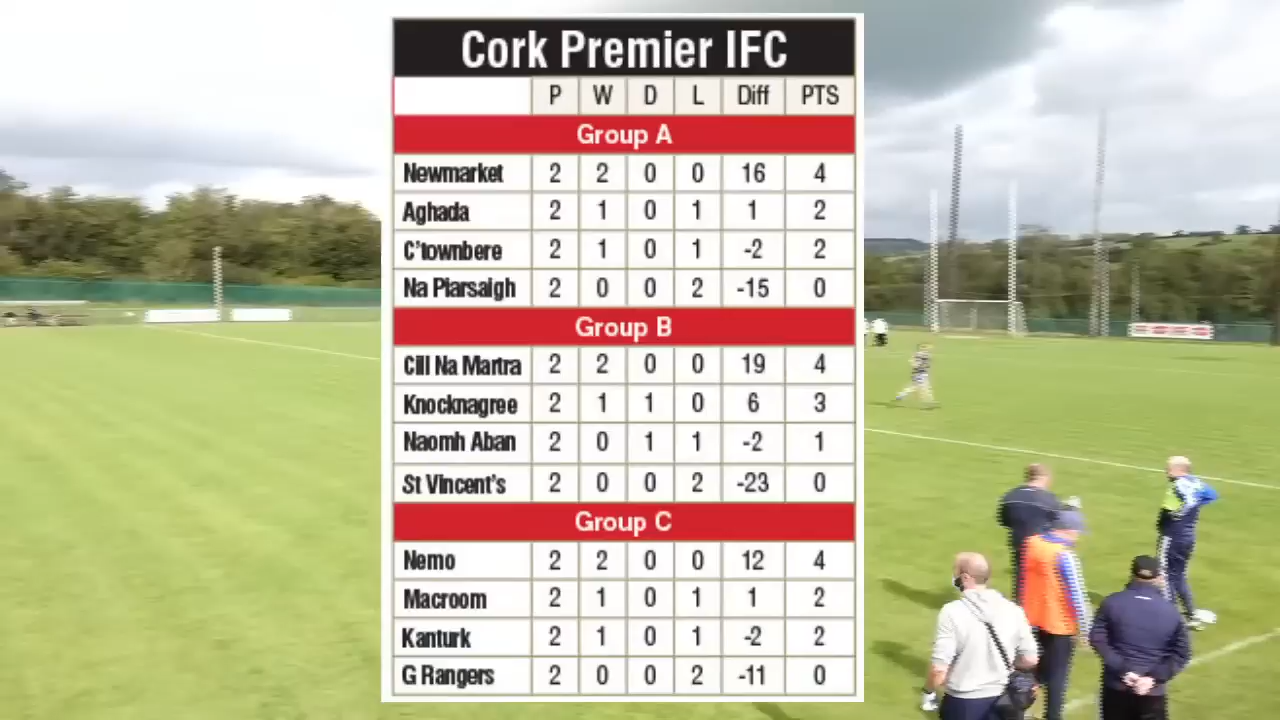 Cork Premier IFC
P W D L Diff PTS
Group A
Newmarket 2 2 0 0 16 4
Aghada 2 1 0 1 1 2
C'townbere 2 1 0 1 -2 2
Na Piarsaigh 2 0 0 2 -15 0
Group B
Cill Na Martra 2 2 0 0 19 4
Knocknagree 2 1 1 0 6 3
Naomh Aban 2 0 1 1 -2 1
St Vincent's 2 0 0 2 -23 0
Group C
Nemo 2 2 0 0 12 4
Macroom 2 1 0 1 1 2
Kanturk 2 1 0 1 -2 2
G Rangers 2 0 0 2 -11 0